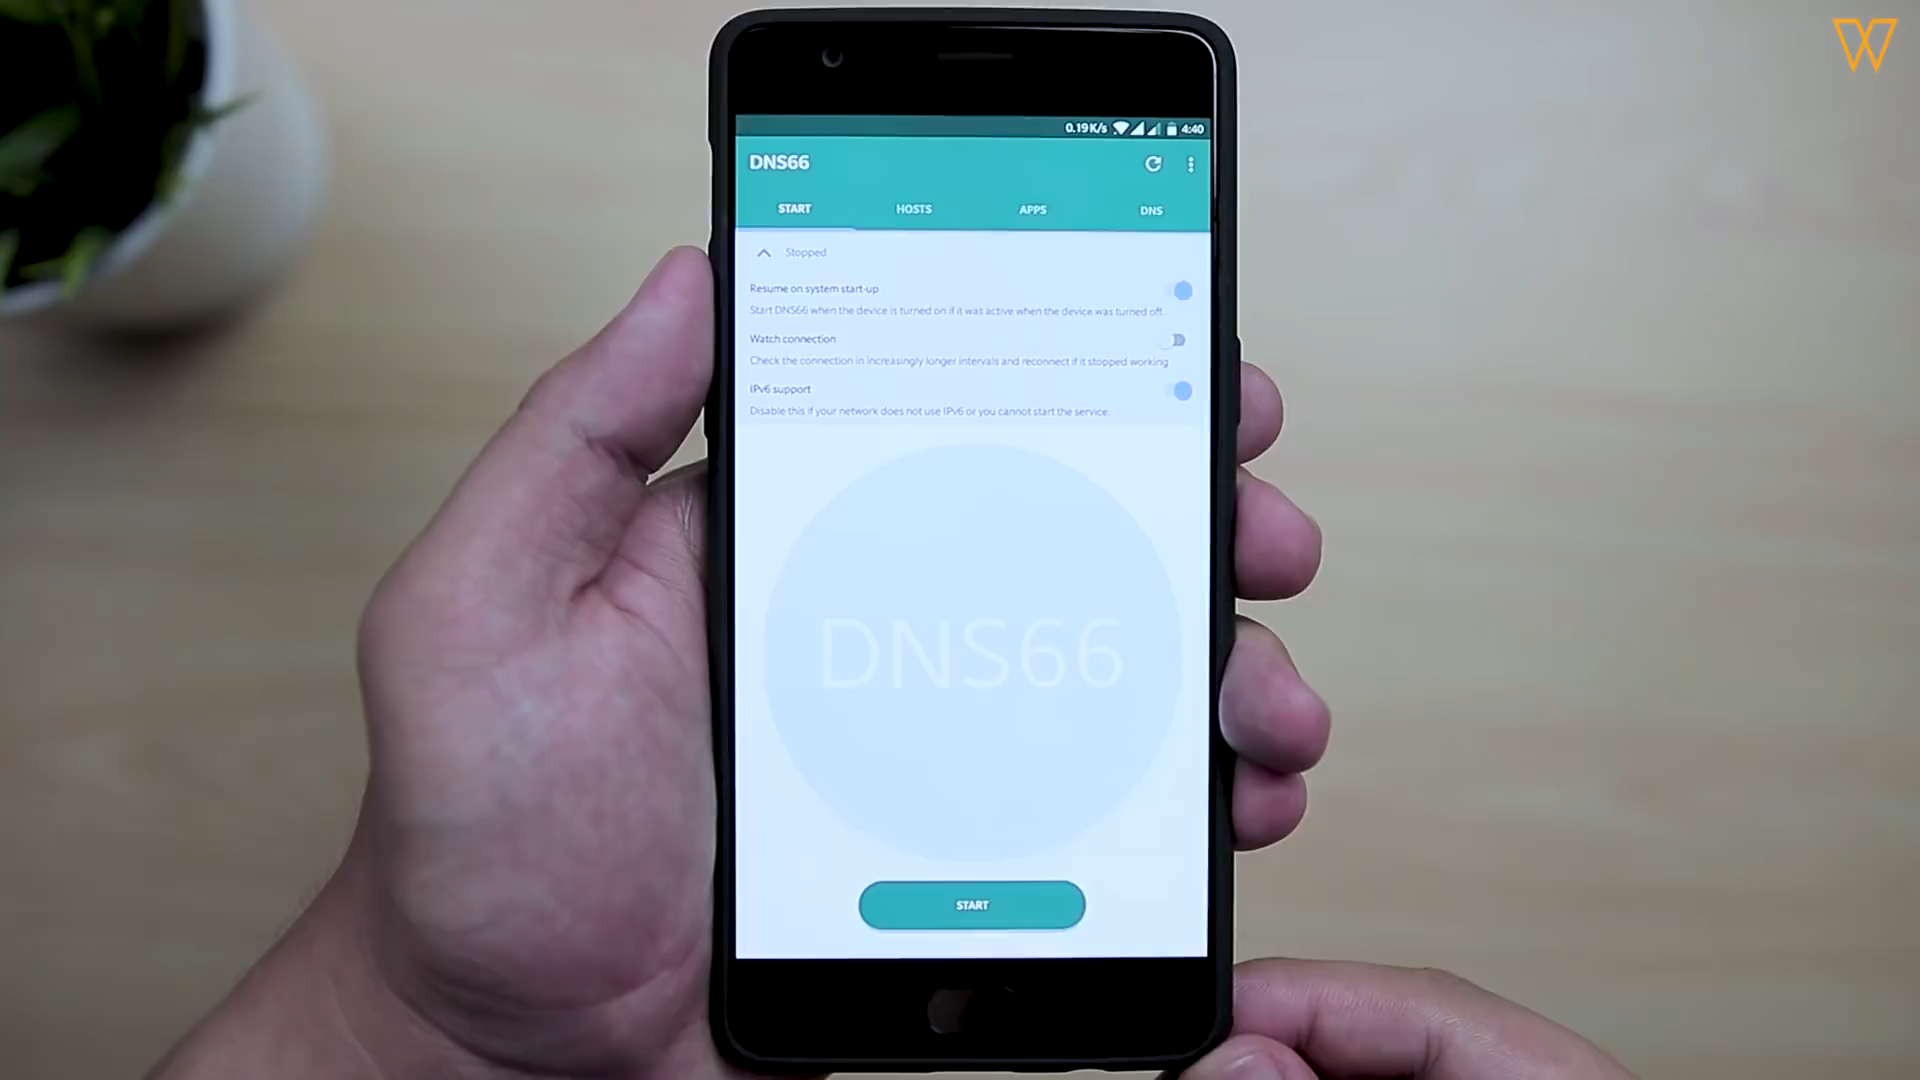 W
0.19K/s 4:40
DNS66
START HOSTS APPS DNS
Stopped
Resume on system start-up
Start DNS66 when the device is turned on if it was active when the device was turned off.
Watch connection
Check the connection in increasingly longer intervals and reconnect if it stopped working
IPv6 support
Disable this if your network does not use IPv6 or you cannot start the service.
DNS66
START